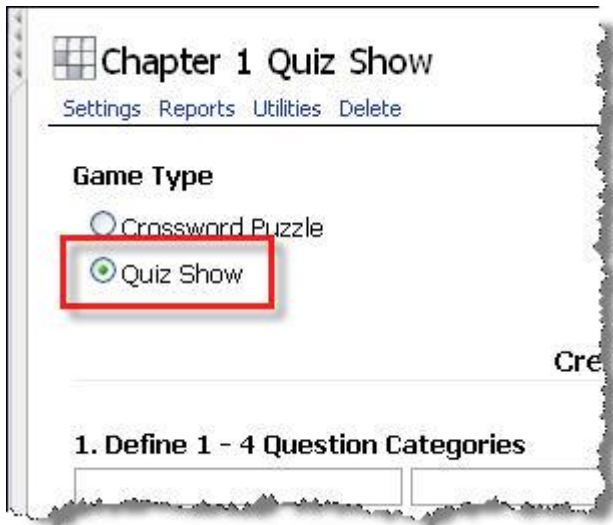 Chapter 1 Quiz Show
Settings Reports Utilities Delete
Game Type
Crossword Puzzle
Quiz Show
Cre
1. Define 1 - 4 Question Categories